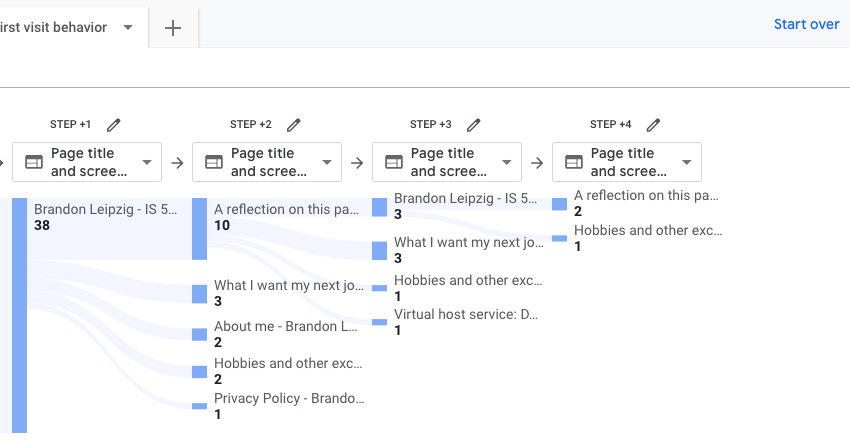 irst visit behavior
Start over
STEP +1
STEP +2
STEP +3
STEP +4
Page title
and scree...
Page title
and scree...
Page title
and scree...
Page title
and scree...
Brandon Leipzig - IS 5...
38
A reflection on this pa...
10
What I want my next jo...
3
About me - Brandon L...
2
Hobbies and other exc...
2
Privacy Policy - Brando...
1
Brandon Leipzig - IS 5...
3
What I want my next jo...
3
Hobbies and other exc...
1
Virtual host service: D...
1
A reflection on this pa...
2
Hobbies and other exc...
1